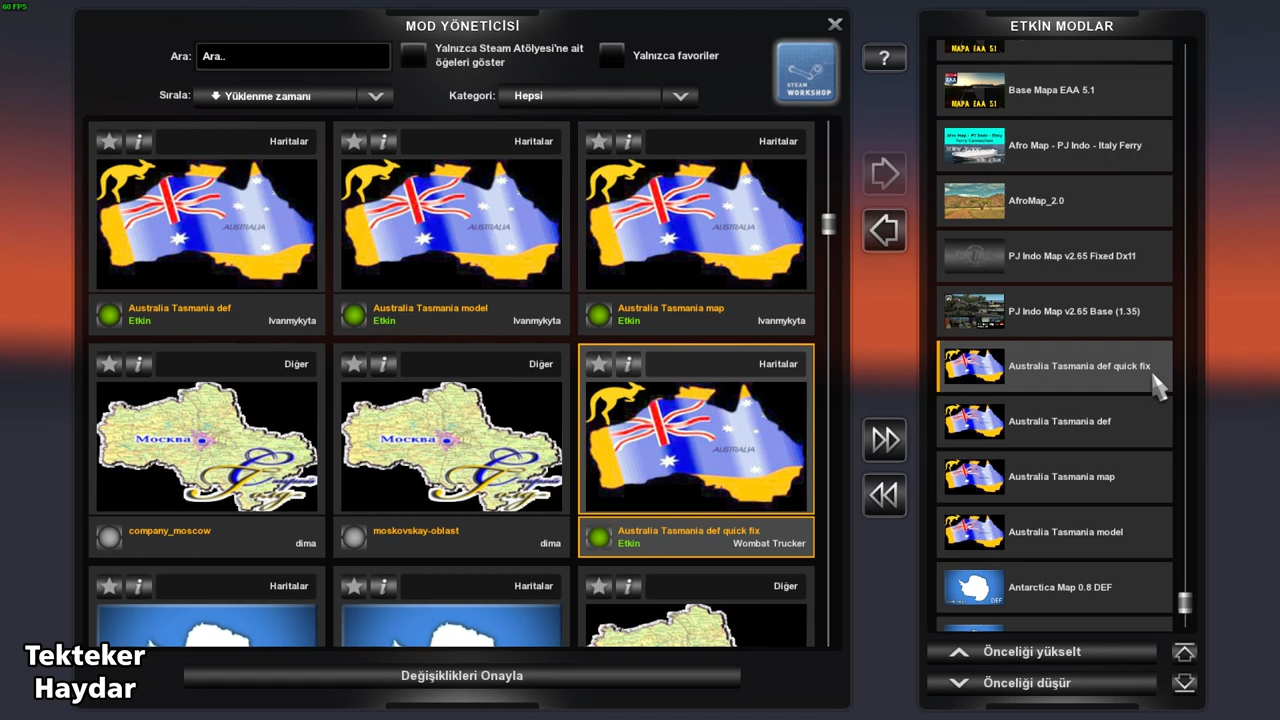 60 FPS
MOD YÖNETİCİSİ
Ara:
Ara..
Yalnızca Steam Atölyesi'ne ait
öğeleri göster
Yalnızca favoriler
STEAM
WORKSHOP
Sırala:
Yüklenme zamanı
Kategori:
Hepsi
Haritalar
Haritalar
Haritalar
AUSTRALIA
AUSTRALIA
AUSTRALIA
Australia Tasmania def
Etkin
Ivanmykyta
Australia Tasmania model
Etkin
Ivanmykyta
Australia Tasmania map
Etkin
Ivanmykyta
Diğer
Diğer
Haritalar
Москва
Москва
AUSTRALIA
company_moscow
dima
moskovskay-oblast
dima
Australia Tasmania def quick fix
Etkin
Wombat Trucker
Haritalar
Haritalar
Diğer
Değişiklikleri Onayla
Tekteker
Haydar
?
ETKİN MODLAR
MAPA EAA 51
MAPA EAA 51
Base Mapa EAA 5.1
Afro Map - PJ Indo - Italy Ferry
AfroMap_2.0
PJ Indo Map v2.65 Fixed Dx11
PJ Indo Map v2.65 Base (1.35)
Australia Tasmania def quick fix
Australia Tasmania def
Australia Tasmania map
Australia Tasmania model
DEF
Antarctica Map 0.8 DEF
Önceliği yükselt
Önceliği düşür